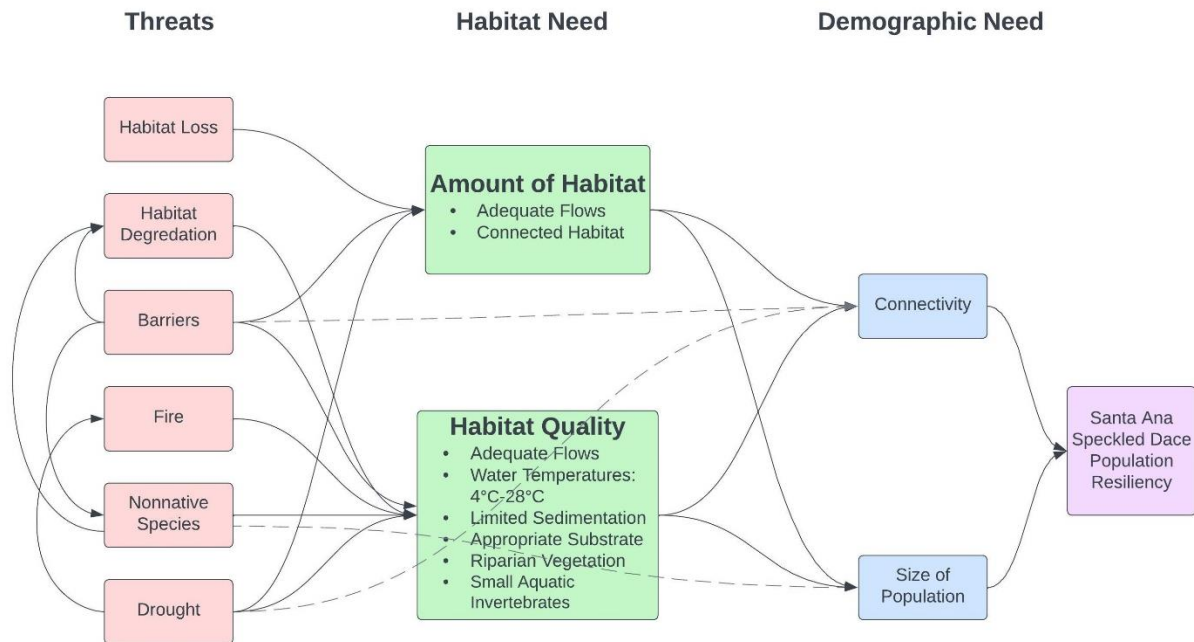 Threats
Habitat Need
Demographic Need
Habitat Loss
Habitat
Degredation
Barriers
Fire
Nonnative
Species
Drought
Amount of Habitat
• Adequate Flows
• Connected Habitat
Habitat Quality
• Adequate Flows
• Water Temperatures:
4°C-28°C
• Limited Sedimentation
• Appropriate Substrate
• Riparian Vegetation
• Small Aquatic
Invertebrates
Connectivity
Size of
Population
Santa Ana
Speckled Dace
Population
Resiliency